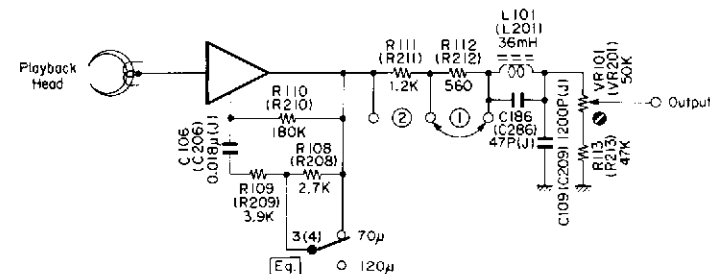 Playback
Head
R111
(R211)
1.2K
R112
(R212)
560
L101
(L201)
36mH
VR101
(VR201)
50K
Output
R110
(R210)
180K
②
①
C186
(C286)
47P(J)
C106
(C206)
0.018μ(J)
R108
(R208)
2.7K
R109
(R209)
3.9K
C109(C209)1200P(J)
R113
(R213)
47K
3(4)
70μ
Eq.
120μ